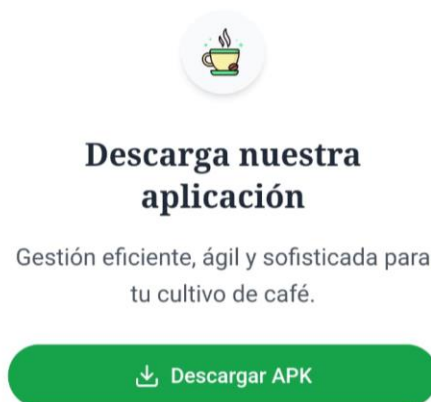 Descarga nuestra
aplicación
Gestión eficiente, ágil y sofisticada para
tu cultivo de café.
Descargar APK